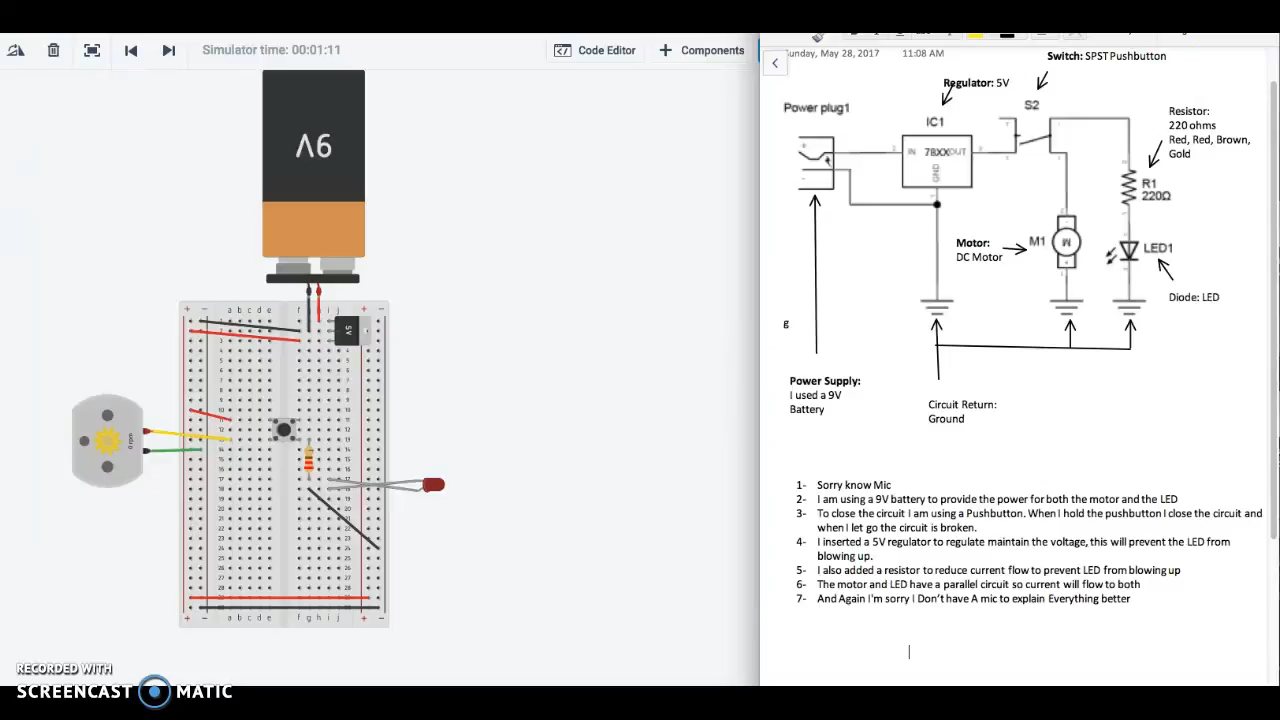 Simulator time: 00:01:11
Code Editor
+ Components
Λ6
5V
+ - a b c d e f g h i j + -
0 rpm
+ - a b c d e f g h i j + -
RECORDED WITH
SCREENCAST MATIC
Sunday, May 28, 2017 11:08 AM
Switch: SPST Pushbutton
Regulator: 5V
Power plug1
S2
IC1
Resistor:
220 ohms
Red, Red, Brown,
Gold
IN 78XX OUT
GND
R1
220Ω
Motor:
DC Motor
M1
M
LED1
Diode: LED
g
Power Supply:
I used a 9V
Battery
Circuit Return:
Ground
1- Sorry know Mic
2- I am using a 9V battery to provide the power for both the motor and the LED
3- To close the circuit I am using a Pushbutton. When I hold the pushbutton I close the circuit and
when I let go the circuit is broken.
4- I inserted a 5V regulator to regulate maintain the voltage, this will prevent the LED from
blowing up.
5- I also added a resistor to reduce current flow to prevent LED from blowing up
6- The motor and LED have a parallel circuit so current will flow to both
7- And Again I'm sorry I Don't have A mic to explain Everything better